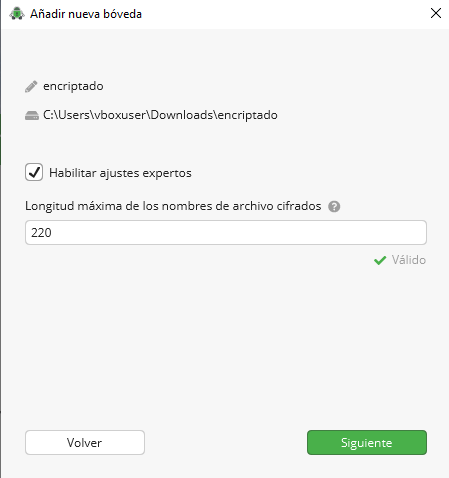 Añadir nueva bóveda
encriptado
C:\Users\vboxuser\Downloads\encriptado
Habilitar ajustes expertos
Longitud máxima de los nombres de archivo cifrados ?
220
Válido
Volver
Siguiente